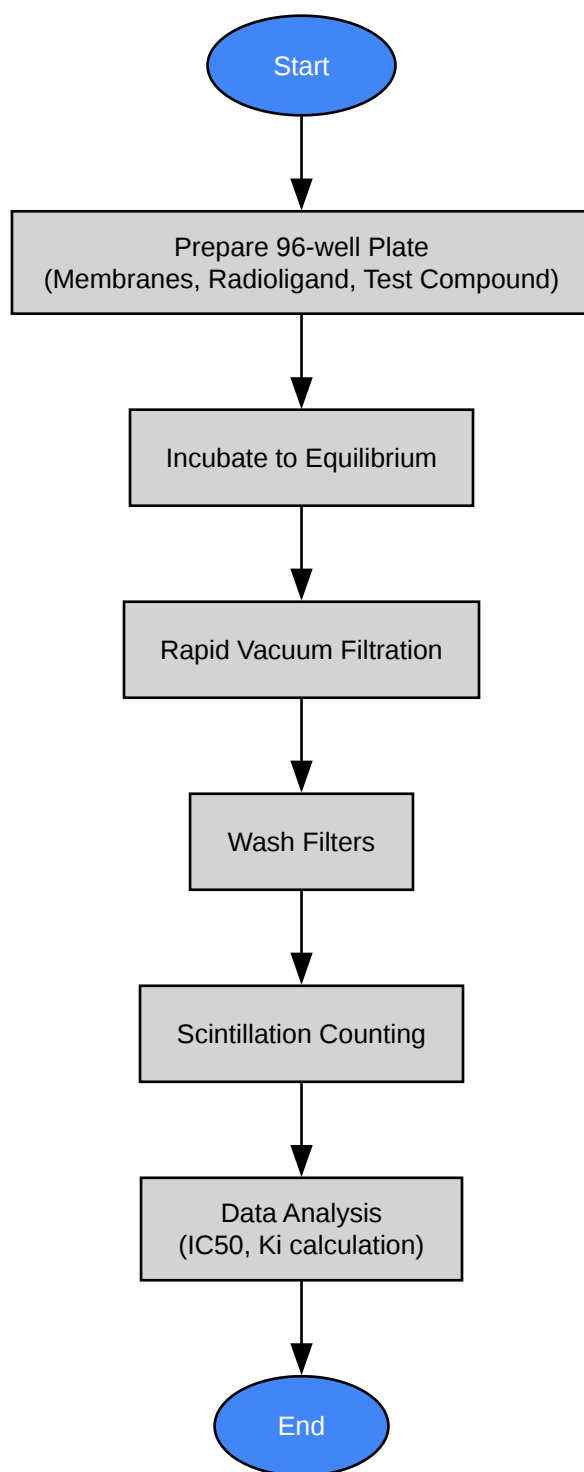 Start
Prepare 96-well Plate
(Membranes, Radioligand, Test Compound)
Incubate to Equilibrium
Rapid Vacuum Filtration
Wash Filters
Scintillation Counting
Data Analysis
(IC50, Ki calculation)
End